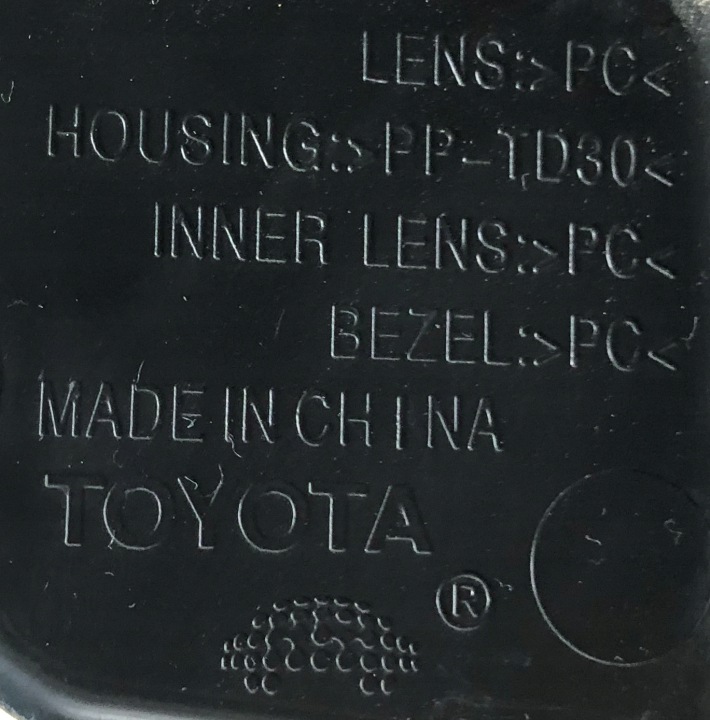 LENS:>PC<
HOUSING:>PP-TD30<
INNER LENS:>PC<
BEZEL:>PC<
MADE IN CHINA
TOYOTA
®